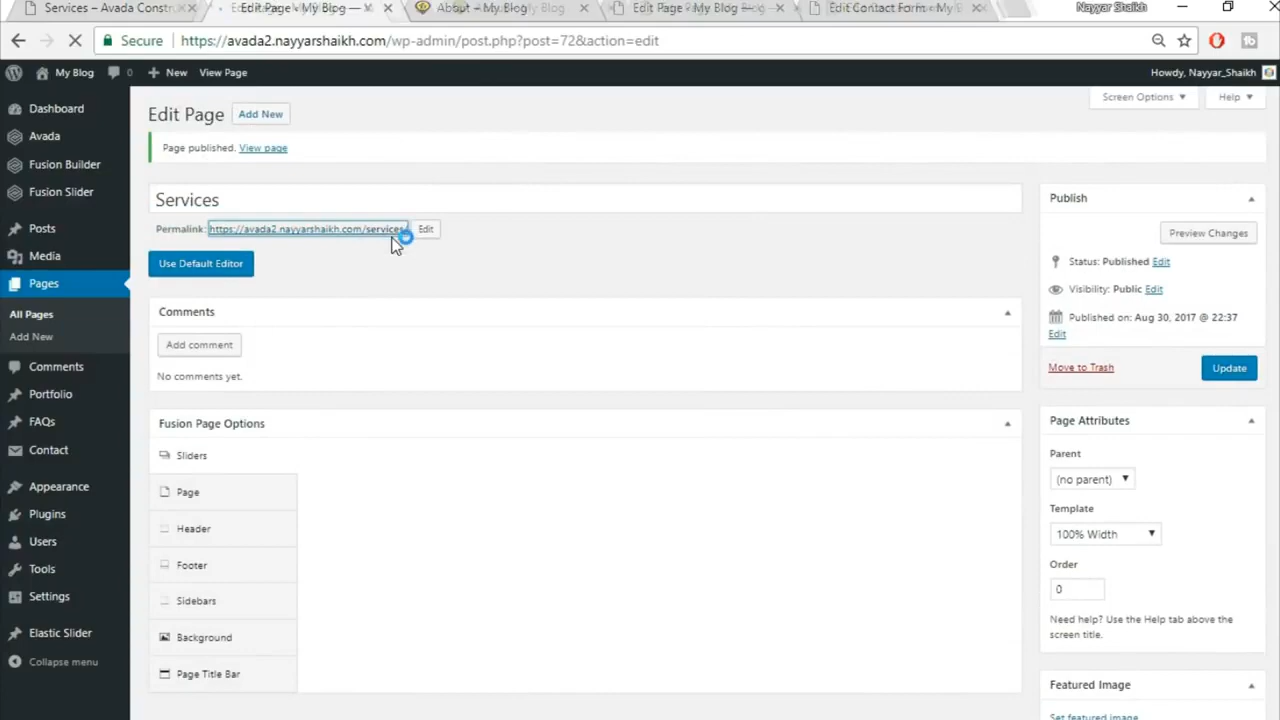 Services – Avada Constru
Edit Page ‹ My Blog —
About – My Blog
Edit Page ‹ My Blog —
Edit Contact Form ‹ My B
Nayyar Shaikh
Secure
https://avada2.nayyarshaikh.com/wp-admin/post.php?post=72&action=edit
My Blog
0
New
View Page
Howdy, Nayyar_Shaikh
Dashboard
Avada
Fusion Builder
Fusion Slider
Posts
Media
Pages
All Pages
Add New
Comments
Portfolio
FAQs
Contact
Appearance
Plugins
Users
Tools
Settings
Elastic Slider
Collapse menu
Screen Options
Help
Edit Page
Add New
Page published. View page
Services
Permalink: https://avada2.nayyarshaikh.com/services
Edit
Use Default Editor
Comments
Add comment
No comments yet.
Fusion Page Options
Sliders
Page
Header
Footer
Sidebars
Background
Page Title Bar
Publish
Preview Changes
Status: Published Edit
Visibility: Public Edit
Published on: Aug 30, 2017 @ 22:37
Edit
Move to Trash
Update
Page Attributes
Parent
(no parent)
Template
100% Width
Order
0
Need help? Use the Help tab above the
screen title.
Featured Image
Set featured image